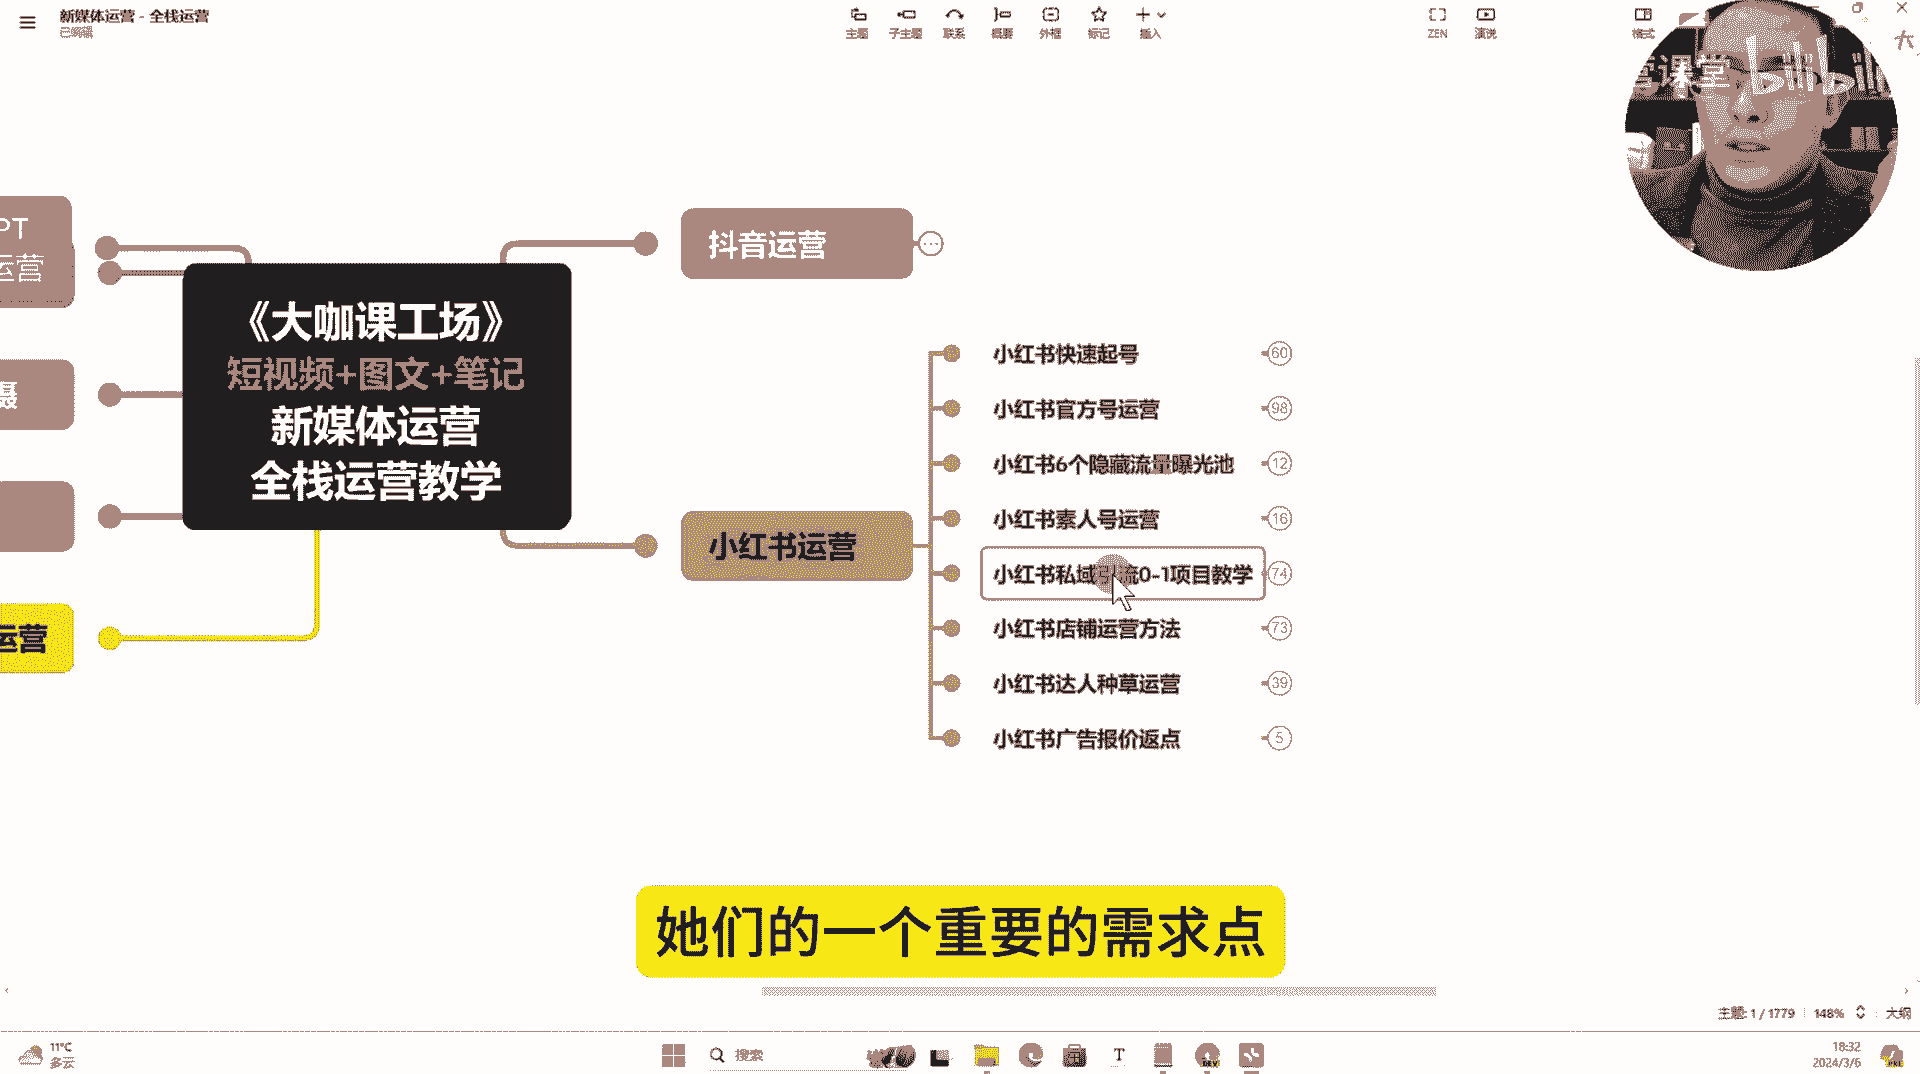 新媒体运营 - 全栈运营
已编辑
主题
子主题
联系
概要
外框
标记
插入
ZEN
演说
格式
大
营课堂 bilibili
PT
运营
摄
运营
《大咖课工场》
短视频+图文+笔记
新媒体运营
全栈运营教学
抖音运营
小红书运营
小红书快速起号 60
小红书官方号运营 98
小红书6个隐藏流量曝光池 12
小红书素人号运营 16
小红书私域引流0-1项目教学 74
小红书店铺运营方法 73
小红书达人种草运营 39
小红书广告报价返点 5
她们的一个重要的需求点
主题: 1 / 1779
148%
大纲
11°C
多云
搜索
T
DEV
18:32
2024/3/6
PRE